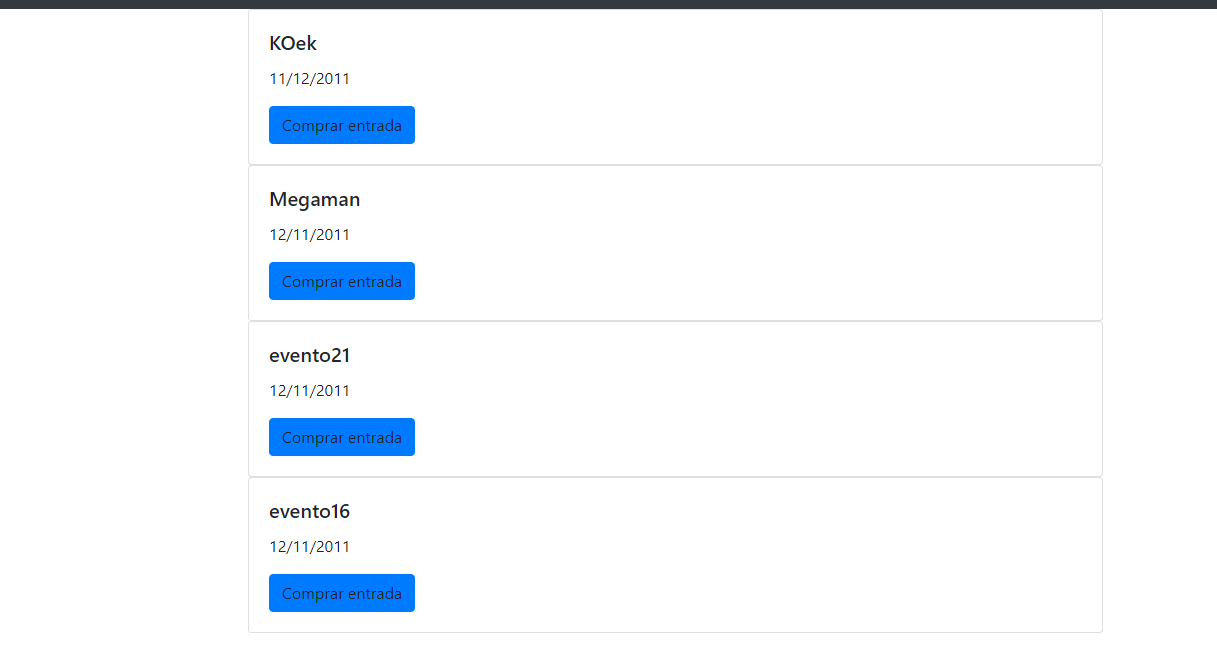 KOek
11/12/2011
Comprar entrada
Megaman
12/11/2011
Comprar entrada
evento21
12/11/2011
Comprar entrada
evento16
12/11/2011
Comprar entrada